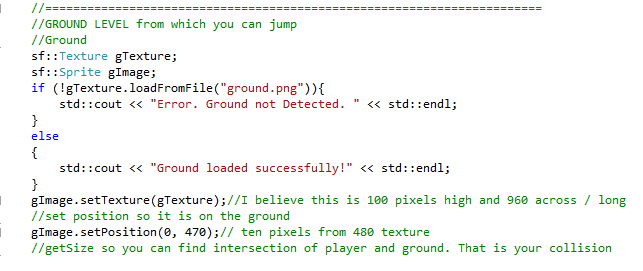 //=======================================================================
//GROUND LEVEL from which you can jump
//Ground
sf::Texture gTexture;
sf::Sprite gImage;
if (!gTexture.loadFromFile("ground.png")){
    std::cout << "Error. Ground not Detected. " << std::endl;
}
else
{
    std::cout << "Ground loaded successfully!" << std::endl;
}
gImage.setTexture(gTexture);//I believe this is 100 pixels high and 960 across / long
//set position so it is on the ground
gImage.setPosition(0, 470);// ten pixels from 480 texture
//getSize so you can find intersection of player and ground. That is your collision